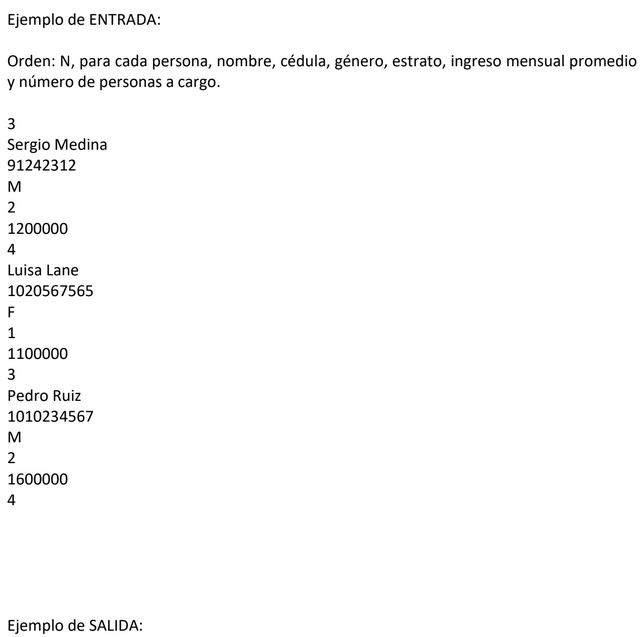 Ejemplo de ENTRADA:
Orden: N, para cada persona, nombre, cédula, género, estrato, ingreso mensual promedio
y número de personas a cargo.
3
Sergio Medina
91242312
M
2
1200000
4
Luisa Lane
1020567565
F
1
1100000
3
Pedro Ruiz
1010234567
M
2
1600000
4
Ejemplo de SALIDA: